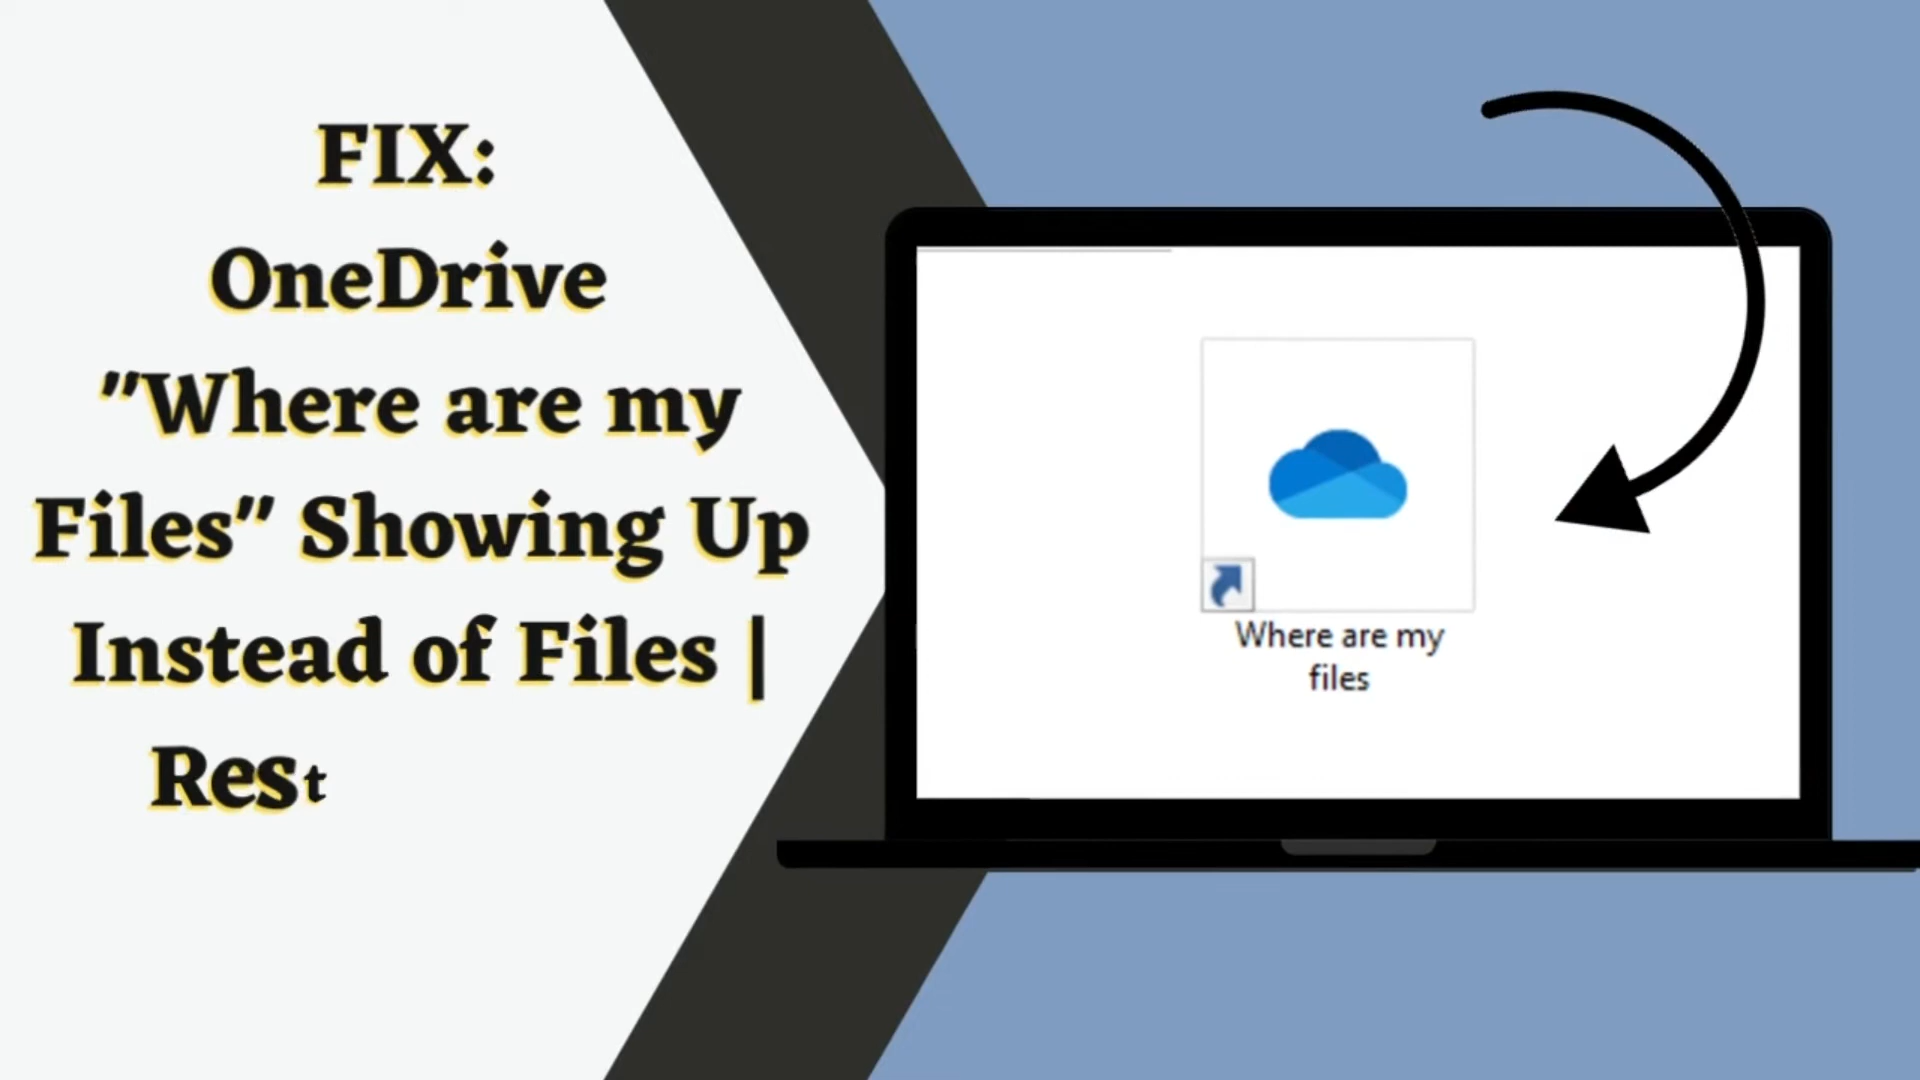 FIX:
OneDrive
"Where are my
Files" Showing Up
Instead of Files |
Rest
Where are my
files